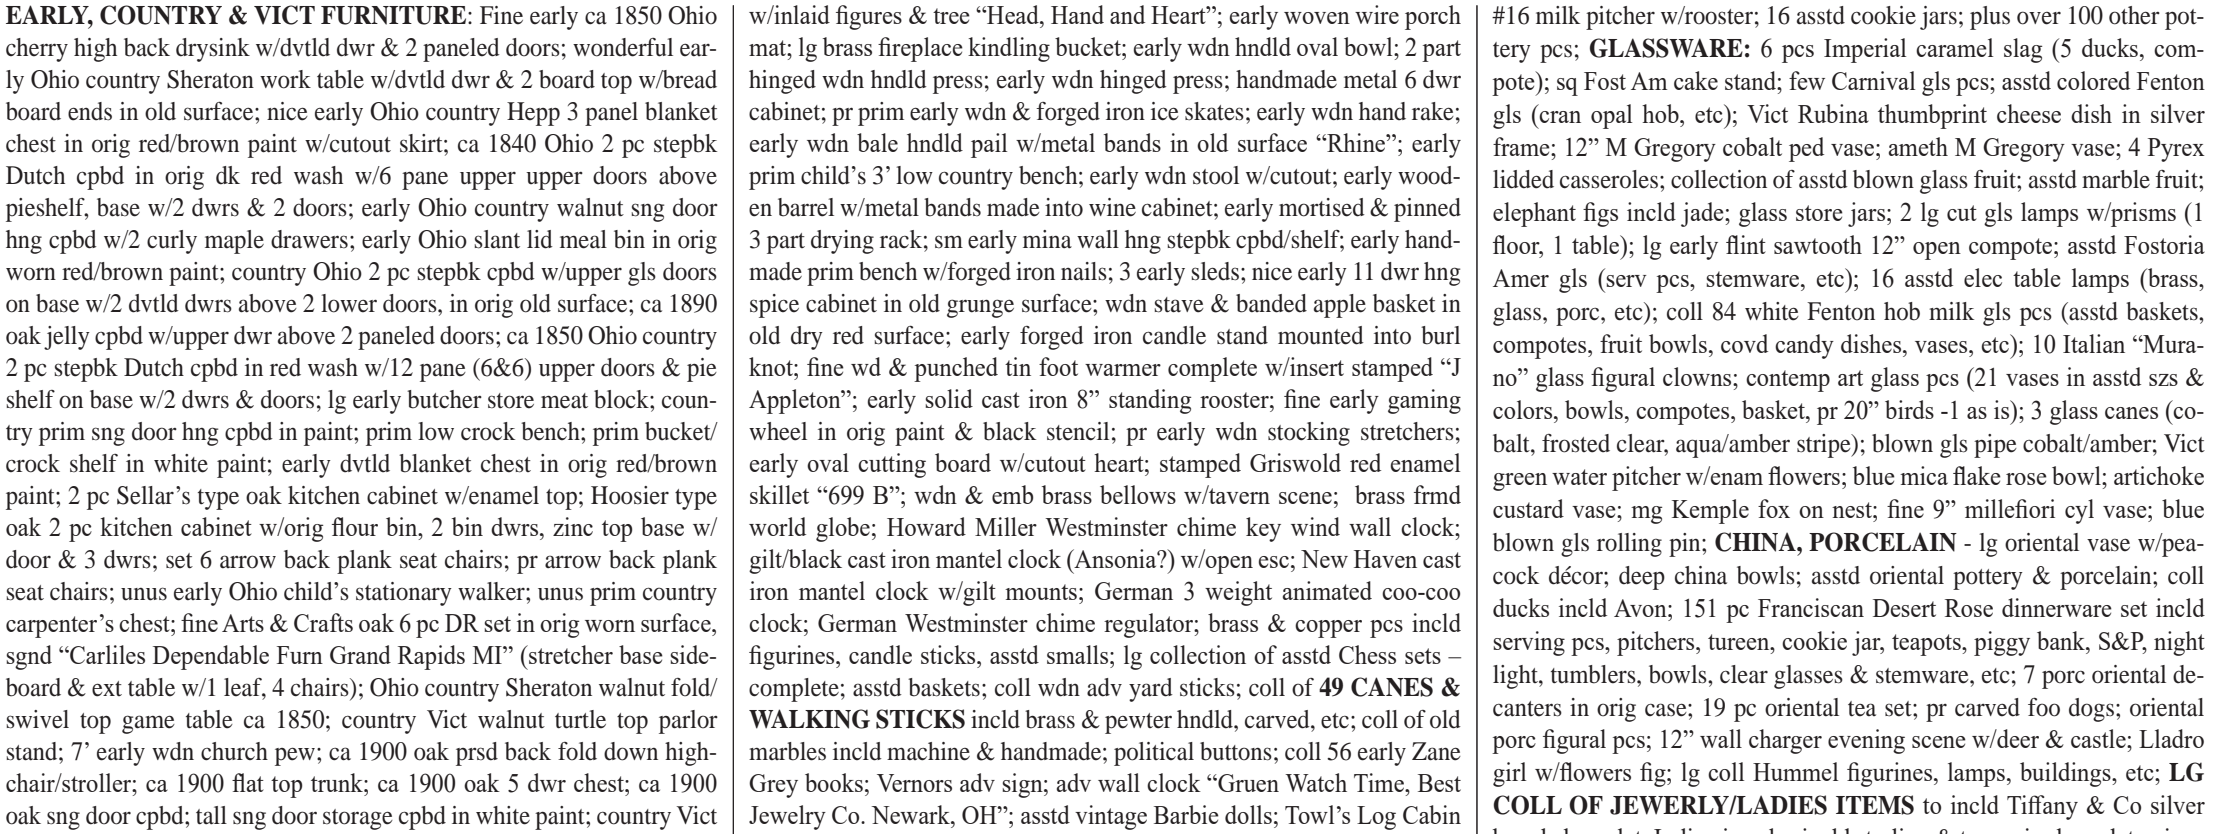 EARLY, COUNTRY & VICT FURNITURE: Fine early ca 1850 Ohio
cherry high back drysink w/dvtld dwr & 2 paneled doors; wonderful ear-
ly Ohio country Sheraton work table w/dvtld dwr & 2 board top w/bread
board ends in old surface; nice early Ohio country Hepp 3 panel blanket
chest in orig red/brown paint w/cutout skirt; ca 1840 Ohio 2 pc stepbk
Dutch cpbd in orig dk red wash w/6 pane upper upper doors above
pieshelf, base w/2 dwrs & 2 doors; early Ohio country walnut sng door
hng cpbd w/2 curly maple drawers; early Ohio slant lid meal bin in orig
worn red/brown paint; country Ohio 2 pc stepbk cpbd w/upper gls doors
on base w/2 dvtld dwrs above 2 lower doors, in orig old surface; ca 1890
oak jelly cpbd w/upper dwr above 2 paneled doors; ca 1850 Ohio country
2 pc stepbk Dutch cpbd in red wash w/12 pane (6&6) upper doors & pie
shelf on base w/2 dwrs & doors; lg early butcher store meat block; coun-
try prim sng door hng cpbd in paint; prim low crock bench; prim bucket/
crock shelf in white paint; early dvtld blanket chest in orig red/brown
paint; 2 pc Sellar's type oak kitchen cabinet w/enamel top; Hoosier type
oak 2 pc kitchen cabinet w/orig flour bin, 2 bin dwrs, zinc top base w/
door & 3 dwrs; set 6 arrow back plank seat chairs; pr arrow back plank
seat chairs; unus early Ohio child's stationary walker; unus prim country
carpenter's chest; fine Arts & Crafts oak 6 pc DR set in orig worn surface,
sgnd "Carliles Dependable Furn Grand Rapids MI" (stretcher base side-
board & ext table w/1 leaf, 4 chairs); Ohio country Sheraton walnut fold/
swivel top game table ca 1850; country Vict walnut turtle top parlor
stand; 7' early wdn church pew; ca 1900 oak prsd back fold down high-
chair/stroller; ca 1900 flat top trunk; ca 1900 oak 5 dwr chest; ca 1900
oak sng door cpbd; tall sng door storage cpbd in white paint; country Vict
w/inlaid figures & tree "Head, Hand and Heart"; early woven wire porch
mat; lg brass fireplace kindling bucket; early wdn hndld oval bowl; 2 part
hinged wdn hndld press; early wdn hinged press; handmade metal 6 dwr
cabinet; pr prim early wdn & forged iron ice skates; early wdn hand rake;
early wdn bale hndld pail w/metal bands in old surface "Rhine"; early
prim child's 3' low country bench; early wdn stool w/cutout; early wood-
en barrel w/metal bands made into wine cabinet; early mortised & pinned
3 part drying rack; sm early mina wall hng stepbk cpbd/shelf; early hand-
made prim bench w/forged iron nails; 3 early sleds; nice early 11 dwr hng
spice cabinet in old grunge surface; wdn stave & banded apple basket in
old dry red surface; early forged iron candle stand mounted into burl
knot; fine wd & punched tin foot warmer complete w/insert stamped "J
Appleton"; early solid cast iron 8" standing rooster; fine early gaming
wheel in orig paint & black stencil; pr early wdn stocking stretchers;
early oval cutting board w/cutout heart; stamped Griswold red enamel
skillet "699 B"; wdn & emb brass bellows w/tavern scene; brass frmd
world globe; Howard Miller Westminster chime key wind wall clock;
gilt/black cast iron mantel clock (Ansonia?) w/open esc; New Haven cast
iron mantel clock w/gilt mounts; German 3 weight animated coo-coo
clock; German Westminster chime regulator; brass & copper pcs incld
figurines, candle sticks, asstd smalls; lg collection of asstd Chess sets –
complete; asstd baskets; coll wdn adv yard sticks; coll of 49 CANES &
WALKING STICKS incld brass & pewter hndld, carved, etc; coll of old
marbles incld machine & handmade; political buttons; coll 56 early Zane
Grey books; Vernors adv sign; adv wall clock "Gruen Watch Time, Best
Jewelry Co. Newark, OH"; asstd vintage Barbie dolls; Towl's Log Cabin
#16 milk pitcher w/rooster; 16 asstd cookie jars; plus over 100 other pot-
tery pcs; GLASSWARE: 6 pcs Imperial caramel slag (5 ducks, com-
pote); sq Fost Am cake stand; few Carnival gls pcs; asstd colored Fenton
gls (cran opal hob, etc); Vict Rubina thumbprint cheese dish in silver
frame; 12" M Gregory cobalt ped vase; ameth M Gregory vase; 4 Pyrex
lidded casseroles; collection of asstd blown glass fruit; asstd marble fruit;
elephant figs incld jade; glass store jars; 2 lg cut gls lamps w/prisms (1
floor, 1 table); lg early flint sawtooth 12" open compote; asstd Fostoria
Amer gls (serv pcs, stemware, etc); 16 asstd elec table lamps (brass,
glass, porc, etc); coll 84 white Fenton hob milk gls pcs (asstd baskets,
compotes, fruit bowls, covd candy dishes, vases, etc); 10 Italian "Mura-
no" glass figural clowns; contemp art glass pcs (21 vases in asstd szs &
colors, bowls, compotes, basket, pr 20" birds -1 as is); 3 glass canes (co-
balt, frosted clear, aqua/amber stripe); blown gls pipe cobalt/amber; Vict
green water pitcher w/enam flowers; blue mica flake rose bowl; artichoke
custard vase; mg Kemple fox on nest; fine 9" millefiori cyl vase; blue
blown gls rolling pin; CHINA, PORCELAIN - lg oriental vase w/pea-
cock décor; deep china bowls; asstd oriental pottery & porcelain; coll
ducks incld Avon; 151 pc Franciscan Desert Rose dinnerware set incld
serving pcs, pitchers, tureen, cookie jar, teapots, piggy bank, S&P, night
light, tumblers, bowls, clear glasses & stemware, etc; 7 porc oriental de-
canters in orig case; 19 pc oriental tea set; pr carved foo dogs; oriental
porc figural pcs; 12" wall charger evening scene w/deer & castle; Lladro
girl w/flowers fig; lg coll Hummel figurines, lamps, buildings, etc; LG
COLL OF JEWERLY/LADIES ITEMS to incld Tiffany & Co silver